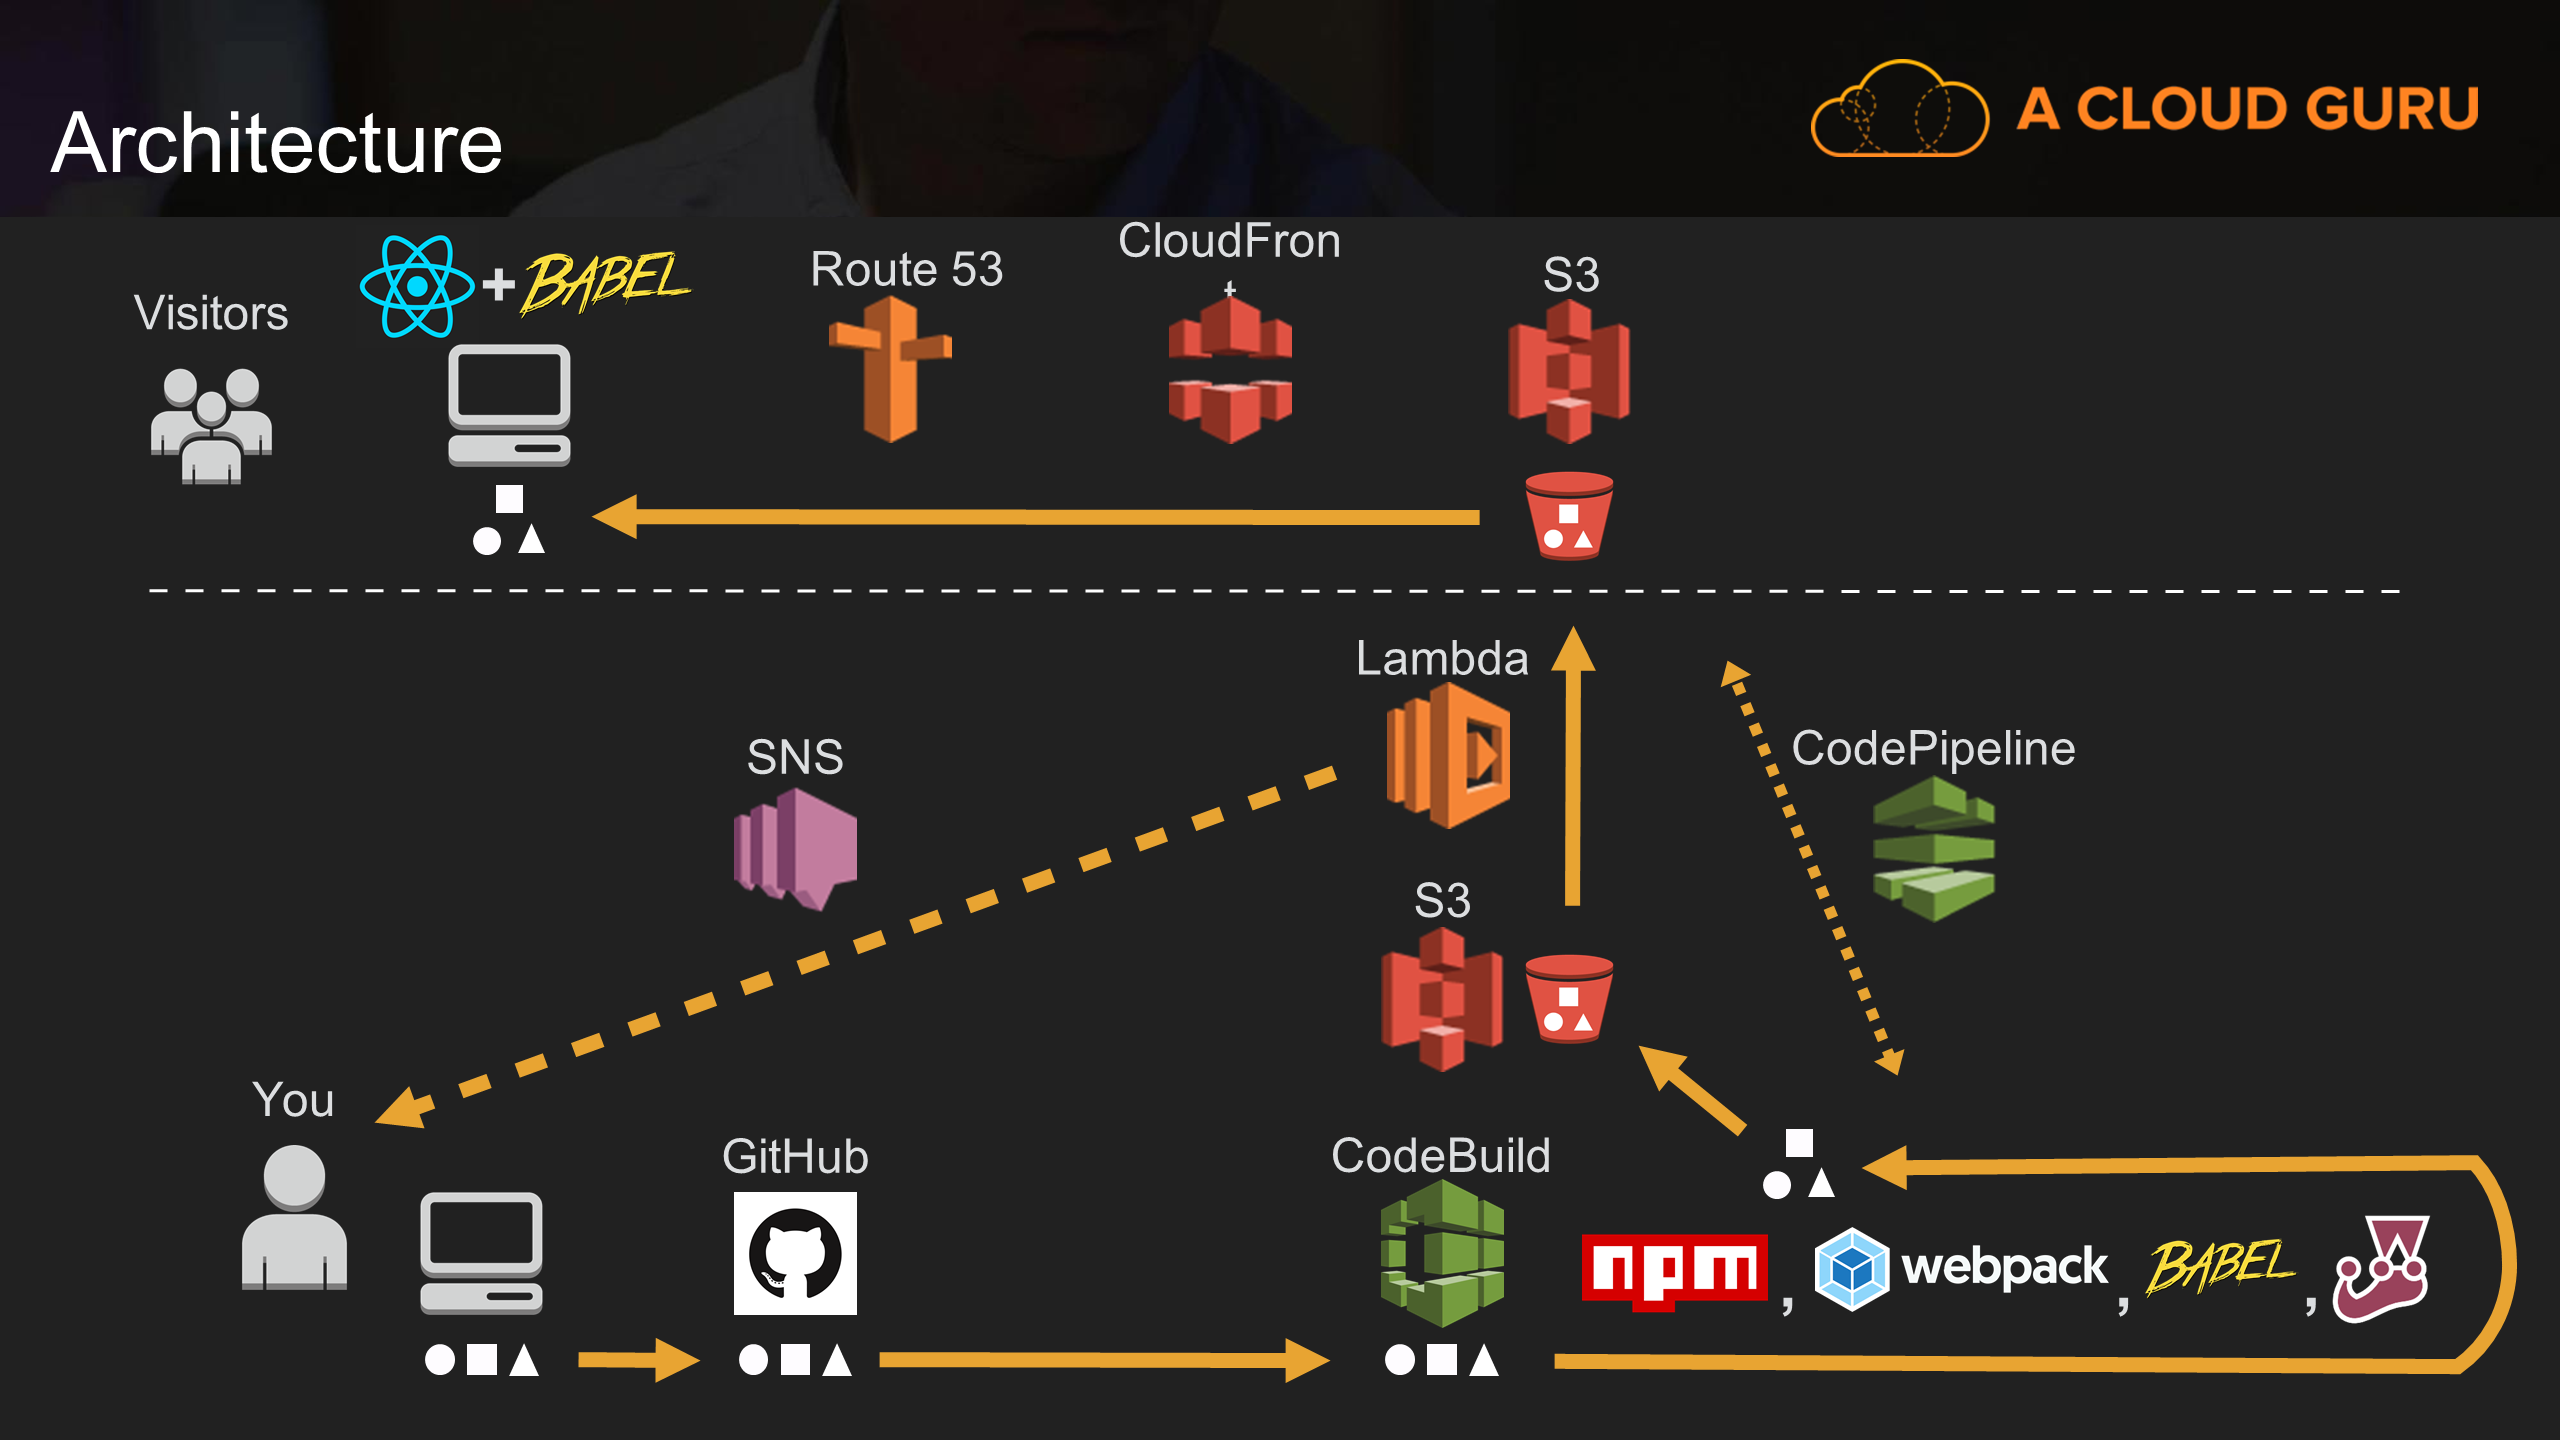 Architecture
A CLOUD GURU
Visitors
+ BABEL
Route 53
CloudFron
t
S3
Lambda
SNS
CodePipeline
S3
You
GitHub
CodeBuild
npm , webpack , BABEL ,